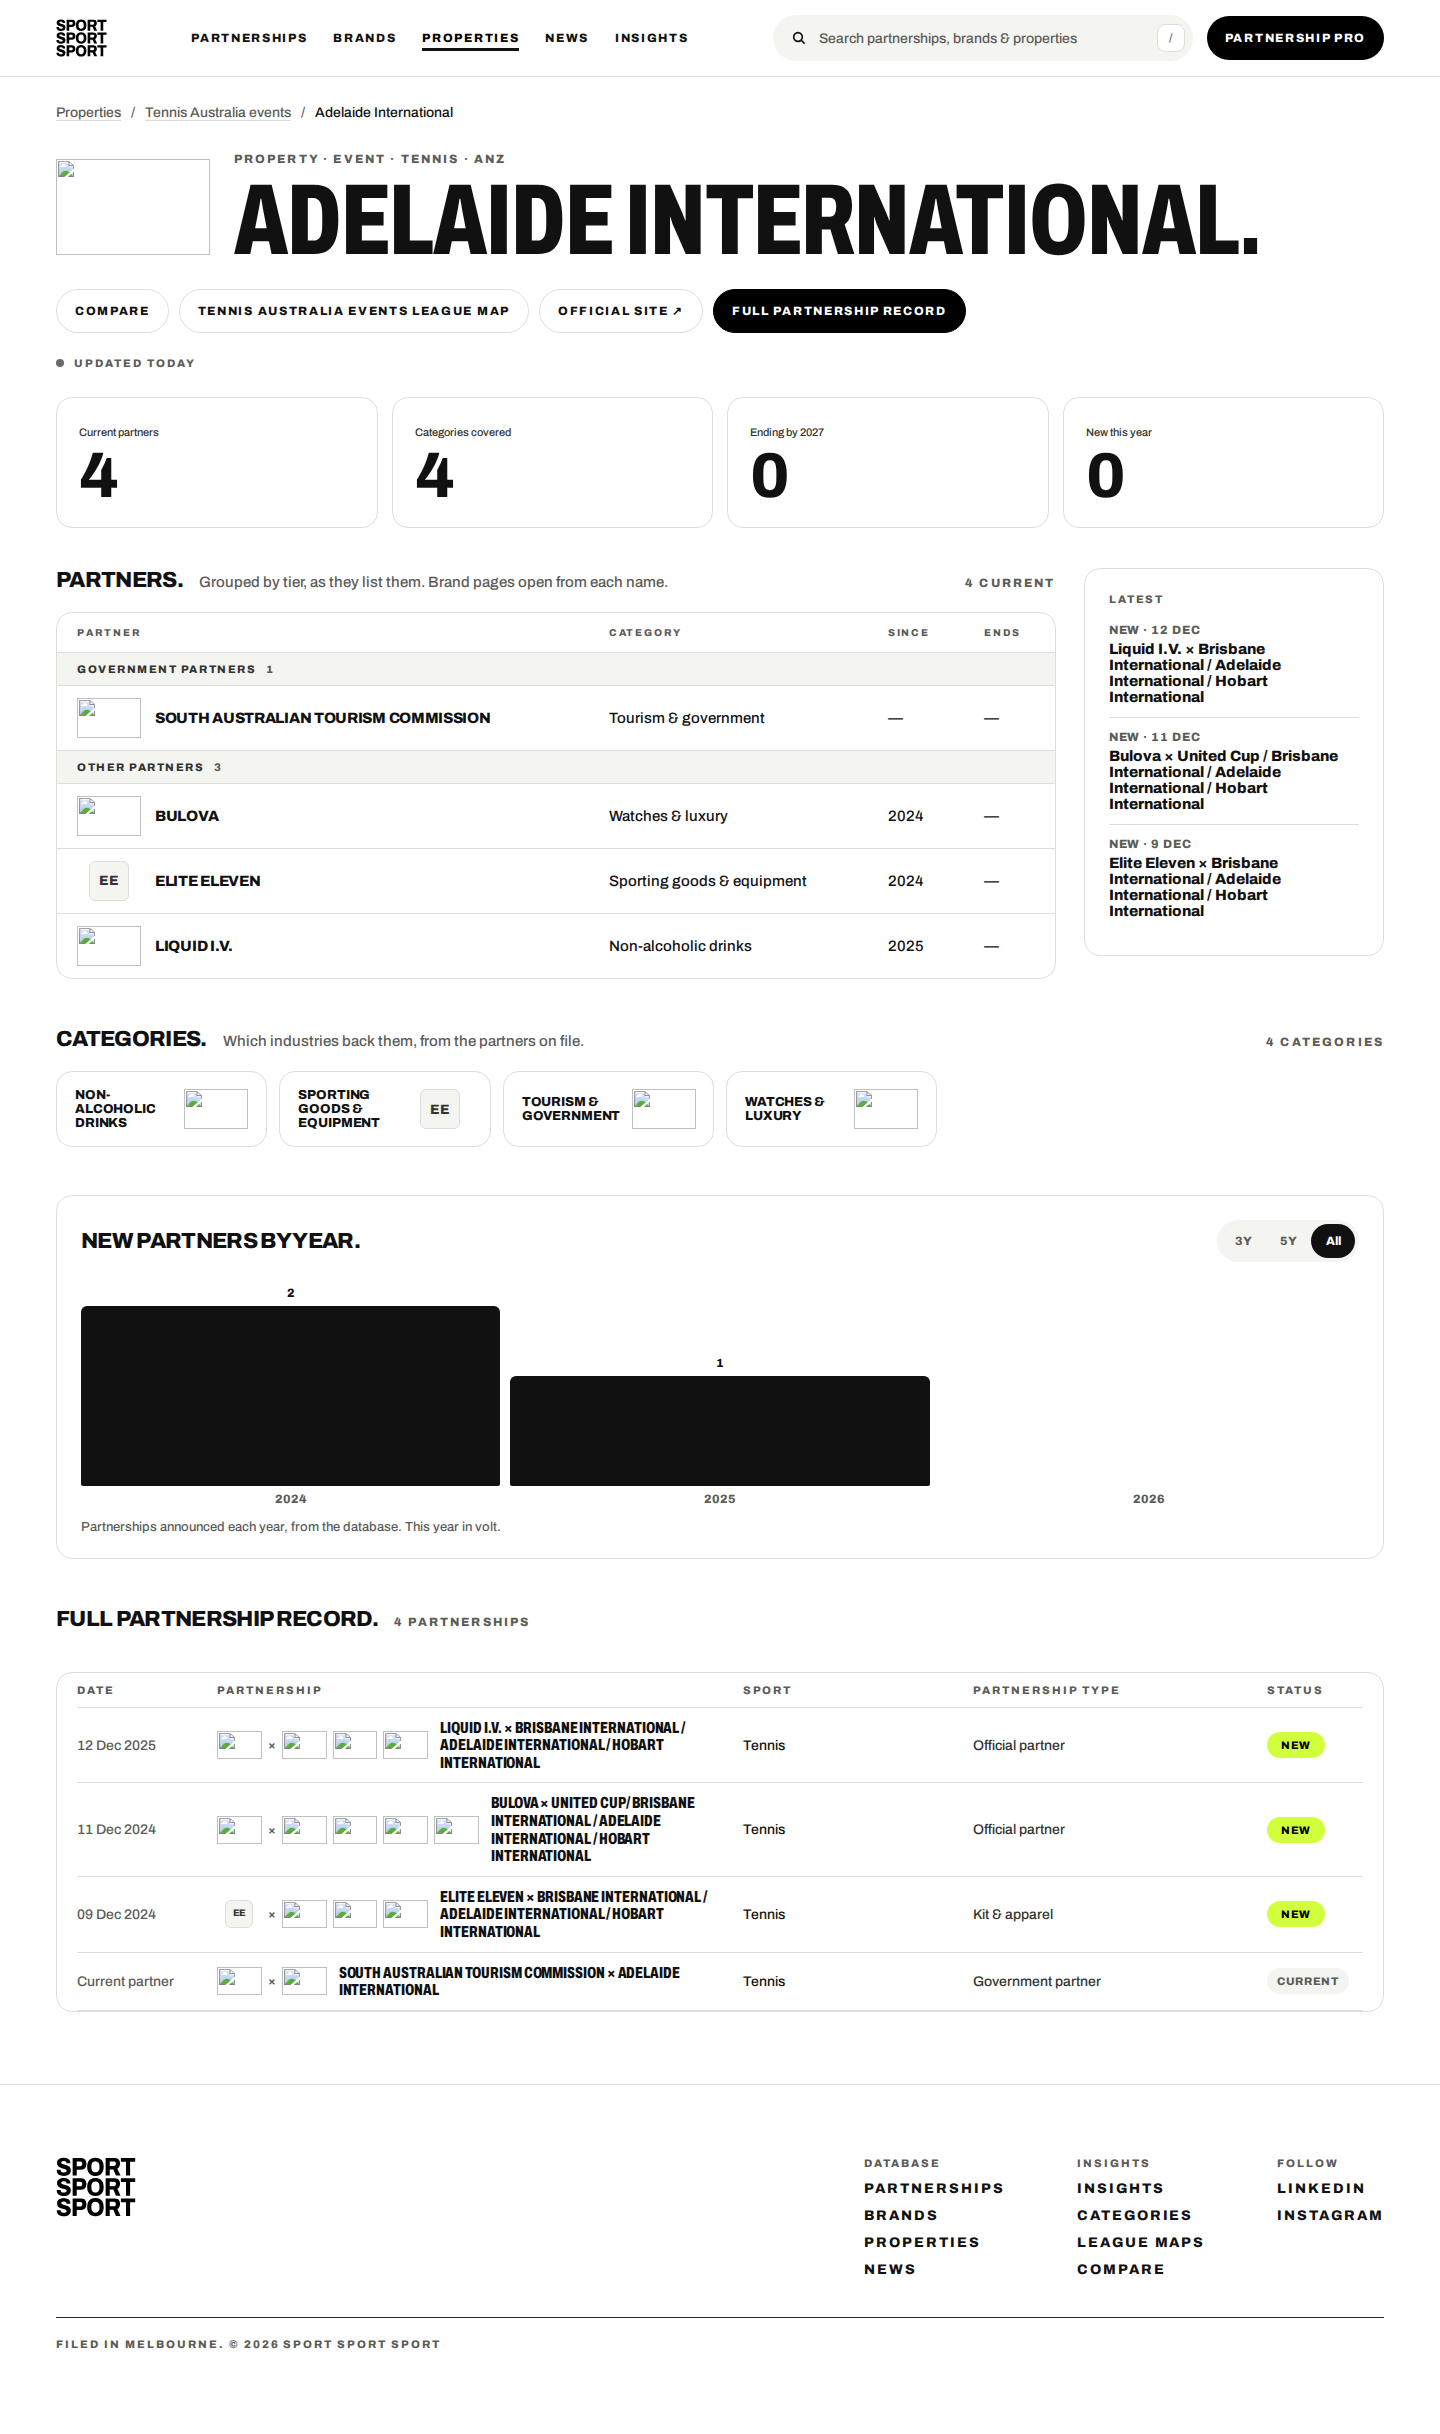 SPORT
SPORT
SPORT
PARTNERSHIPS BRANDS PROPERTIES NEWS INSIGHTS
Search partnerships, brands & properties /
PARTNERSHIP PRO
Properties / Tennis Australia events / Adelaide International
PROPERTY · EVENT · TENNIS · ANZ
ADELAIDE INTERNATIONAL.
COMPARE TENNIS AUSTRALIA EVENTS LEAGUE MAP OFFICIAL SITE ↗ FULL PARTNERSHIP RECORD
UPDATED TODAY
Current partners
4
Categories covered
4
Ending by 2027
0
New this year
0
PARTNERS. Grouped by tier, as they list them. Brand pages open from each name. 4 CURRENT
PARTNER CATEGORY SINCE ENDS
GOVERNMENT PARTNERS 1
SOUTH AUSTRALIAN TOURISM COMMISSION Tourism & government — —
OTHER PARTNERS 3
BULOVA Watches & luxury 2024 —
EE ELITE ELEVEN Sporting goods & equipment 2024 —
LIQUID I.V. Non-alcoholic drinks 2025 —
LATEST
NEW · 12 DEC
Liquid I.V. × Brisbane
International / Adelaide
International / Hobart
International
NEW · 11 DEC
Bulova × United Cup / Brisbane
International / Adelaide
International / Hobart
International
NEW · 9 DEC
Elite Eleven × Brisbane
International / Adelaide
International / Hobart
International
CATEGORIES. Which industries back them, from the partners on file. 4 CATEGORIES
NON-
ALCOHOLIC
DRINKS
SPORTING
GOODS &
EQUIPMENT
EE
TOURISM &
GOVERNMENT
WATCHES &
LUXURY
NEW PARTNERS BY YEAR. 3Y 5Y All
2
1
2024 2025 2026
Partnerships announced each year, from the database. This year in volt.
FULL PARTNERSHIP RECORD. 4 PARTNERSHIPS
DATE PARTNERSHIP SPORT PARTNERSHIP TYPE STATUS
12 Dec 2025 × LIQUID I.V. × BRISBANE INTERNATIONAL /
ADELAIDE INTERNATIONAL / HOBART
INTERNATIONAL
Tennis Official partner NEW
11 Dec 2024 × BULOVA × UNITED CUP / BRISBANE
INTERNATIONAL / ADELAIDE
INTERNATIONAL / HOBART
INTERNATIONAL
Tennis Official partner NEW
09 Dec 2024 EE × ELITE ELEVEN × BRISBANE INTERNATIONAL /
ADELAIDE INTERNATIONAL / HOBART
INTERNATIONAL
Tennis Kit & apparel NEW
Current partner × SOUTH AUSTRALIAN TOURISM COMMISSION × ADELAIDE
INTERNATIONAL
Tennis Government partner CURRENT
SPORT
SPORT
SPORT
DATABASE
PARTNERSHIPS
BRANDS
PROPERTIES
NEWS
INSIGHTS
INSIGHTS
CATEGORIES
LEAGUE MAPS
COMPARE
FOLLOW
LINKEDIN
INSTAGRAM
FILED IN MELBOURNE. © 2026 SPORT SPORT SPORT